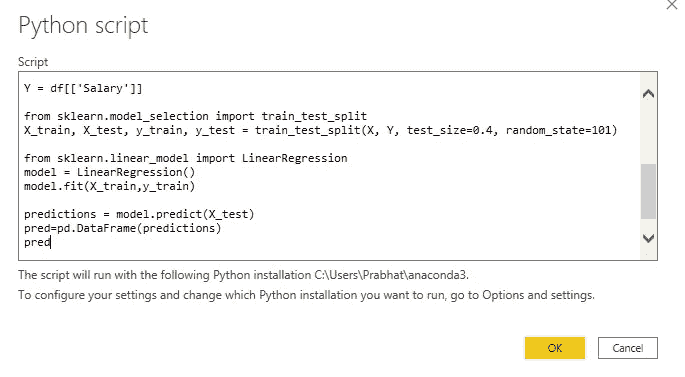 Python script
Script
Y = df[['Salary']]
from sklearn.model_selection import train_test_split
X_train, X_test, y_train, y_test = train_test_split(X, Y, test_size=0.4, random_state=101)
from sklearn.linear_model import LinearRegression
model = LinearRegression()
model.fit(X_train,y_train)
predictions = model.predict(X_test)
pred=pd.DataFrame(predictions)
pred
The script will run with the following Python installation C:\Users\Prabhat\anaconda3.
To configure your settings and change which Python installation you want to run, go to Options and settings.
OK
Cancel